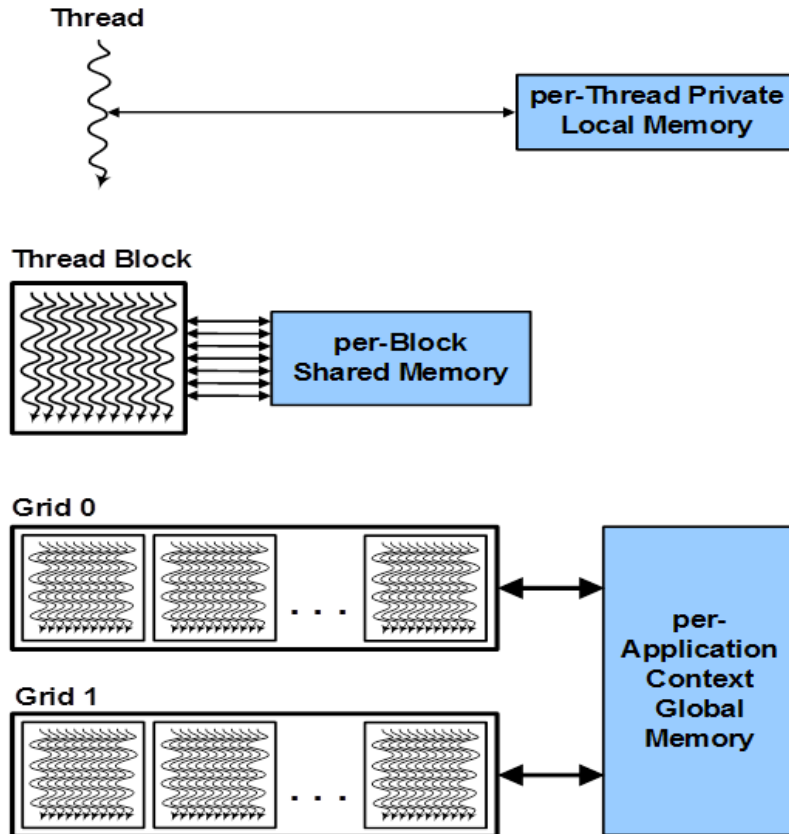 Thread
per-Thread Private
Local Memory
Thread Block
per-Block
Shared Memory
Grid 0
. . .
per-
Application
Context
Global
Memory
Grid 1
. . .